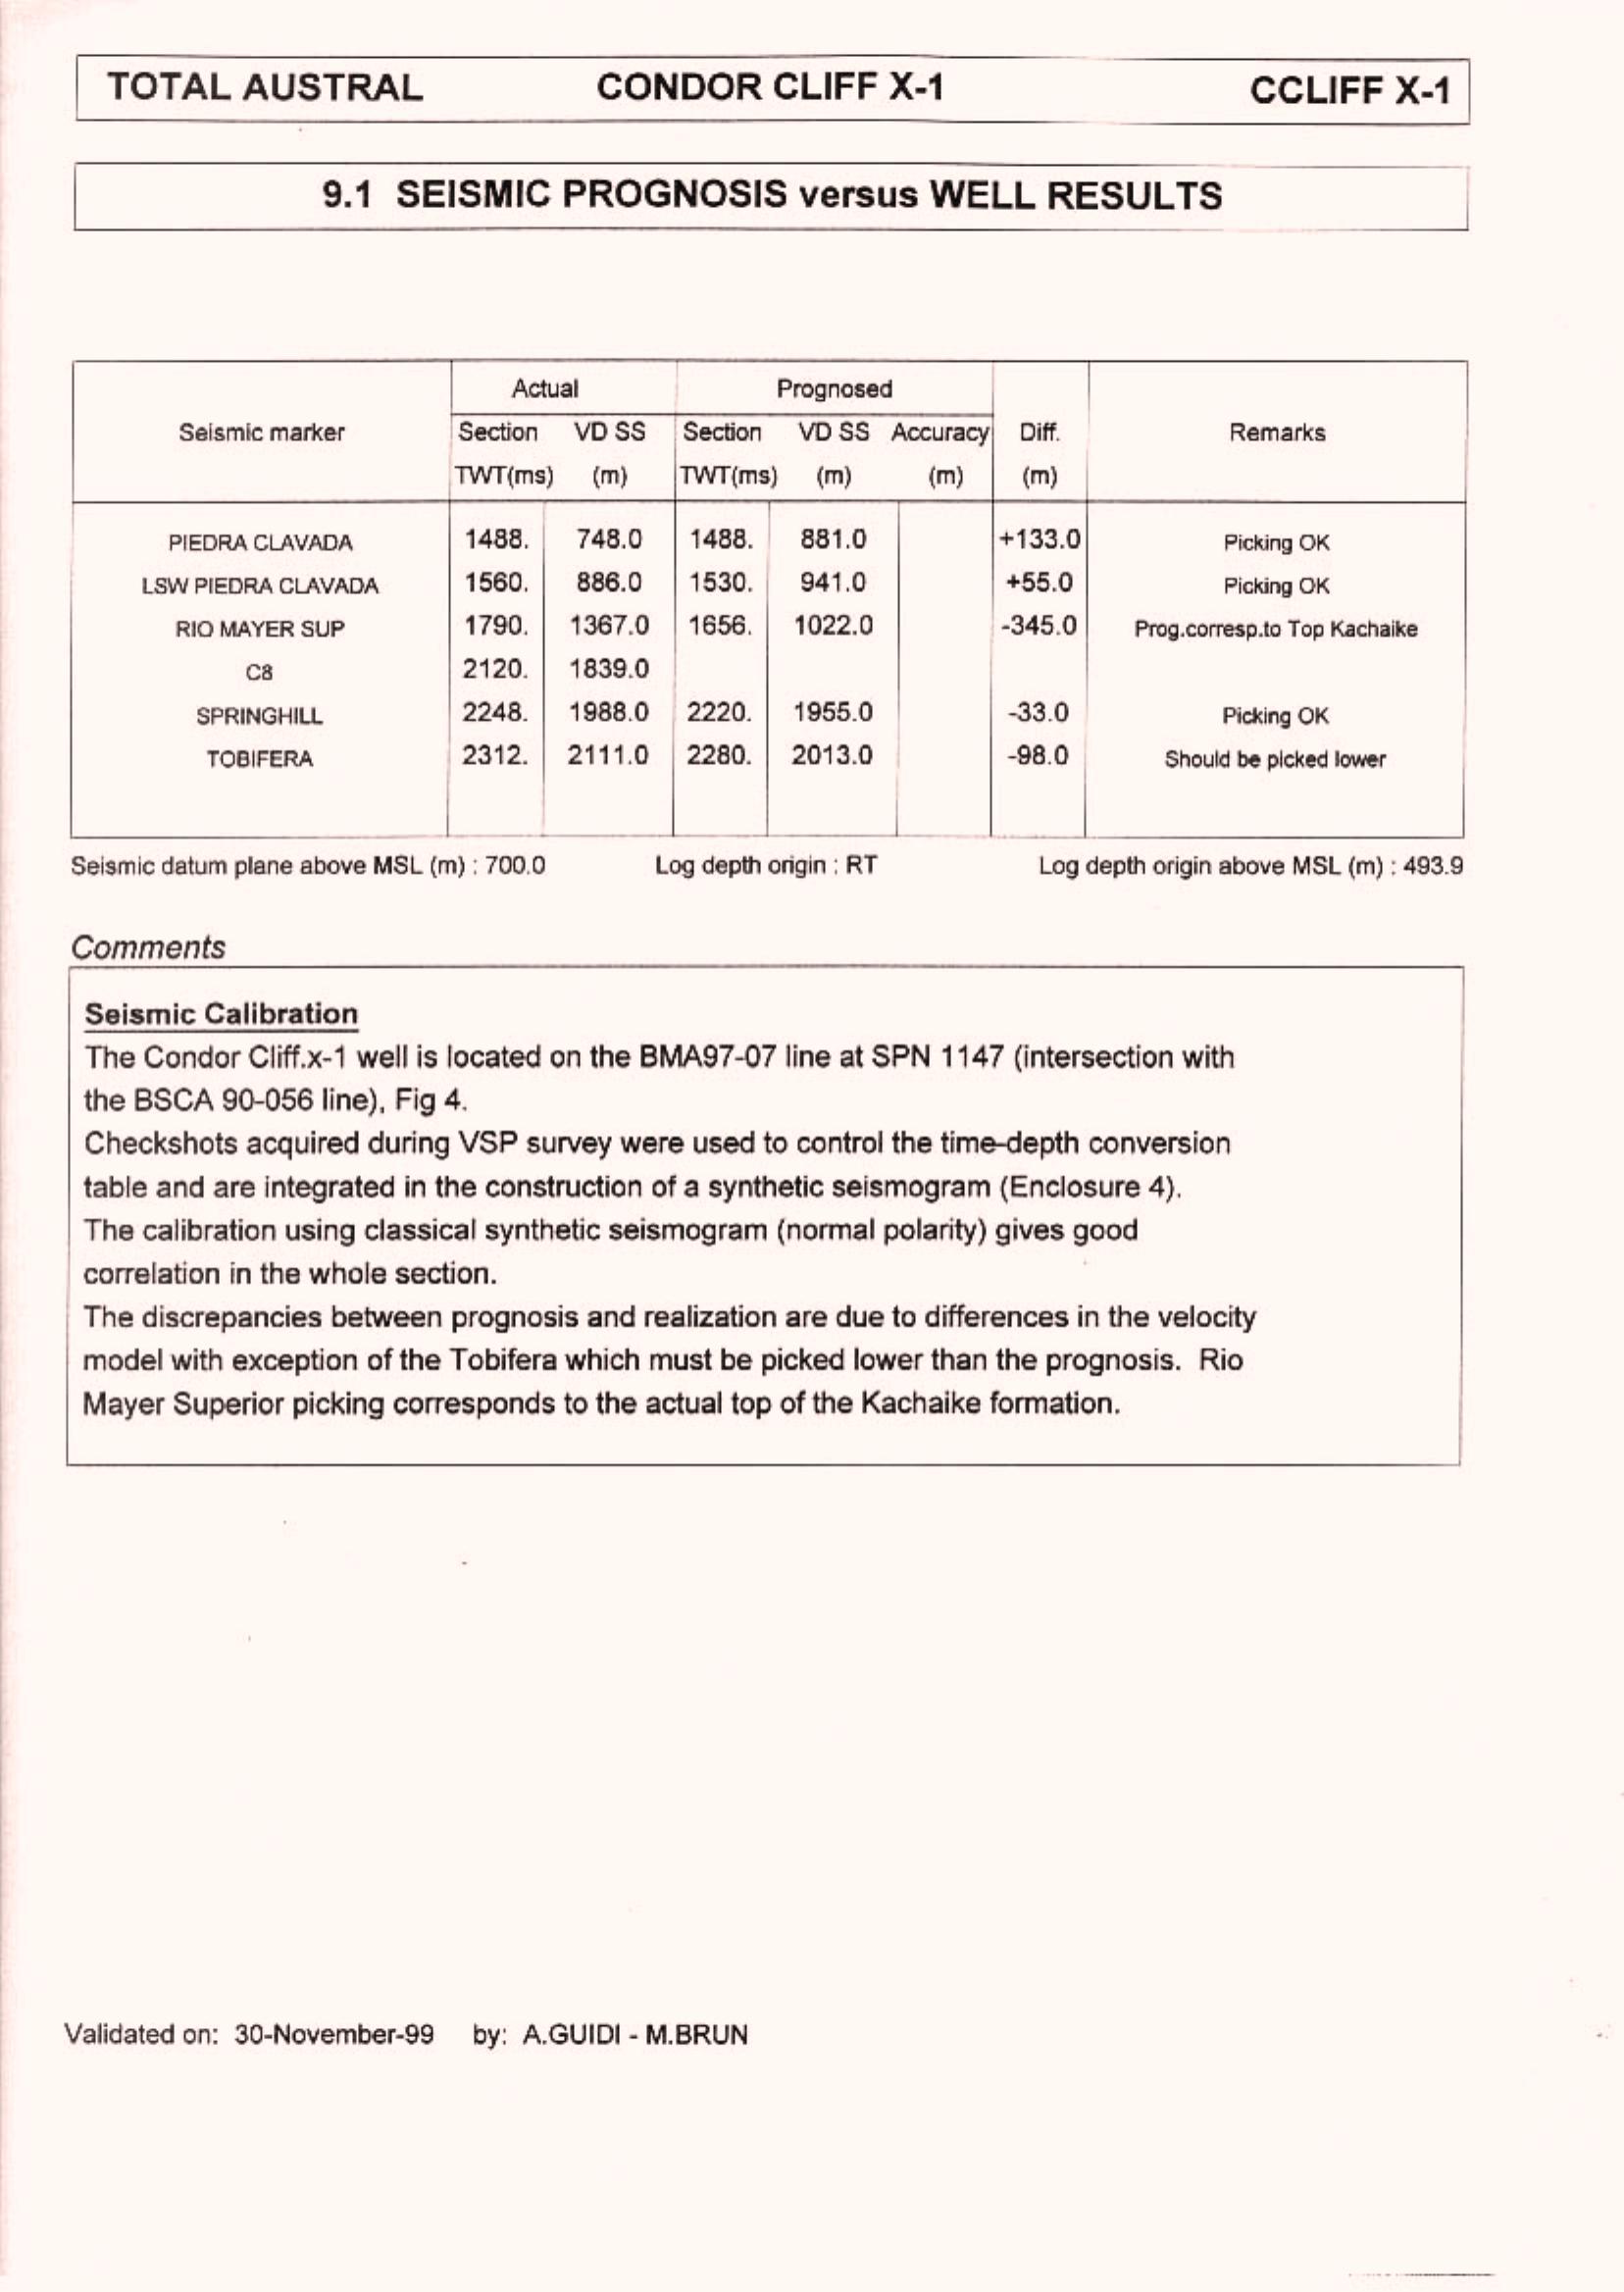 TOTAL AUSTRAL CONDOR CLIFF X-1 CCLIFF X-1
9.1 SEISMIC PROGNOSIS versus WELL RESULTS
Actual Prognosed
Seismic marker Section VD SS Section VD SS Accuracy Diff. Remarks
TWT(ms) (m) TWT(ms) (m) (m) (m)
PIEDRA CLAVADA 1488. 748.0 1488. 881.0 +133.0 Picking OK
LSW PIEDRA CLAVADA 1560. 886.0 1530. 941.0 +55.0 Picking OK
RIO MAYER SUP 1790. 1367.0 1656. 1022.0 -345.0 Prog.corresp.to Top Kachaike
C8 2120. 1839.0
SPRINGHILL 2248. 1988.0 2220. 1955.0 -33.0 Picking OK
TOBIFERA 2312. 2111.0 2280. 2013.0 -98.0 Should be picked lower
Seismic datum plane above MSL (m) : 700.0 Log depth origin : RT Log depth origin above MSL (m) : 493.9
Comments
Seismic Calibration
The Condor Cliff.x-1 well is located on the BMA97-07 line at SPN 1147 (intersection with
the BSCA 90-056 line), Fig 4.
Checkshots acquired during VSP survey were used to control the time-depth conversion
table and are integrated in the construction of a synthetic seismogram (Enclosure 4).
The calibration using classical synthetic seismogram (normal polarity) gives good
correlation in the whole section.
The discrepancies between prognosis and realization are due to differences in the velocity
model with exception of the Tobifera which must be picked lower than the prognosis. Rio
Mayer Superior picking corresponds to the actual top of the Kachaike formation.
Validated on: 30-November-99 by: A.GUIDI - M.BRUN